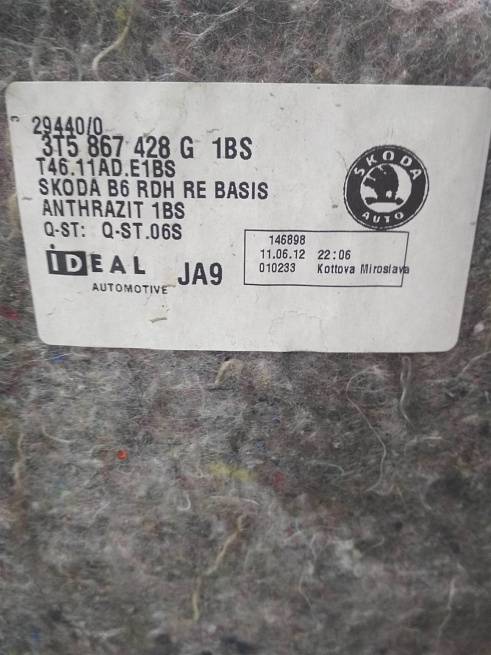 29440/0
3T5 867 428 G 1BS
T46.11AD.E1BS
SKODA B6 RDH RE BASIS
ANTHRAZIT 1BS
Q-ST: Q-ST.06S
SKODA
AUTO
146898
11.06.12 22:06
010233 Kottova Miroslava
iDEAL
AUTOMOTIVE
JA9